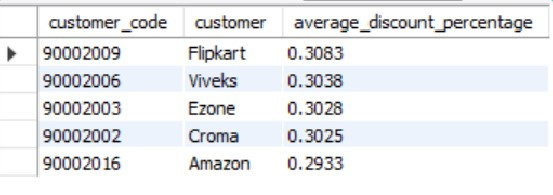 customer_code customer average_discount_percentage
90002009 Flipkart 0.3083
90002006 Viveks 0.3038
90002003 Ezone 0.3028
90002002 Croma 0.3025
90002016 Amazon 0.2933